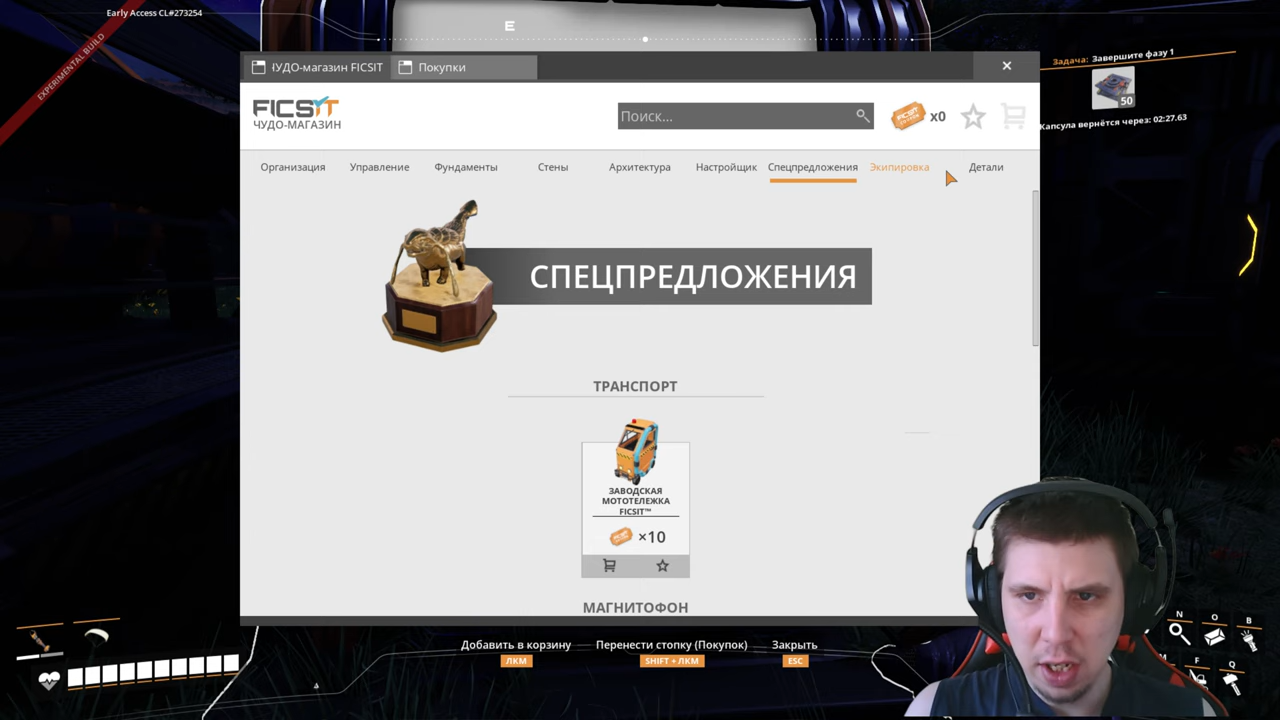 Early Access CL#273254
EXPERIMENTAL BUILD
E
ЧУДО-магазин FICSIT
Покупки
Задача: Завершите фазу 1
50
Капсула вернётся через: 02:27.63
FICSIT
ЧУДО-МАГАЗИН
Поиск...
x0
Организация
Управление
Фундаменты
Стены
Архитектура
Настройщик
Спецпредложения
Экипировка
Детали
СПЕЦПРЕДЛОЖЕНИЯ
ТРАНСПОРТ
ЗАВОДСКАЯ
МОТОТЕЛЕЖКА
FICSIT™
×10
МАГНИТОФОН
Добавить в корзину
Перенести стопку (Покупок)
Закрыть
ЛКМ
SHIFT + ЛКМ
ESC
N
O
B
F
Q